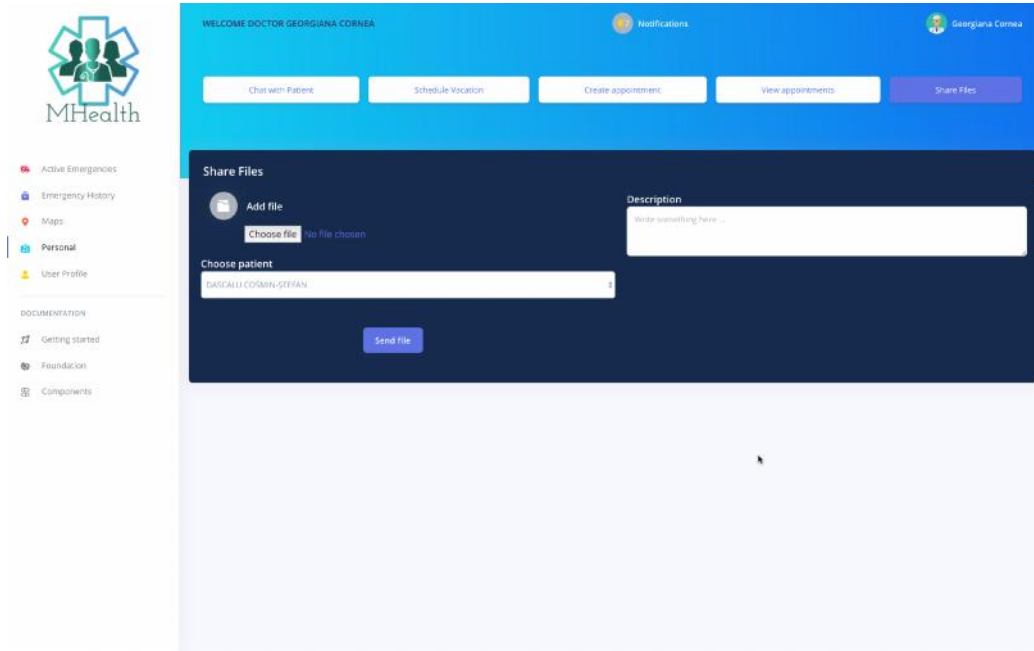 MHealth
WELCOME DOCTOR GEORGIANA CORNEA
Notifications
Georgiana Cornea
Chat with Patient
Schedule Vacation
Create appointment
View appointments
Share Files
Active Emergencies
Emergency History
Maps
Personal
User Profile
DOCUMENTATION
Getting started
Foundation
Components
Share Files
Add file
Choose file No file chosen
Description
Write something here ...
Choose patient
DASCALU COSMIN-ȘTEFAN
Send file